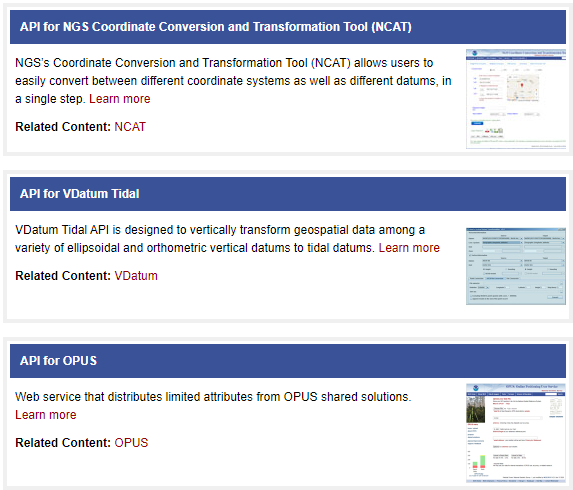 API for NGS Coordinate Conversion and Transformation Tool (NCAT)
NGS's Coordinate Conversion and Transformation Tool (NCAT) allows users to
easily convert between different coordinate systems as well as different datums, in
a single step. Learn more
Related Content: NCAT
API for VDatum Tidal
VDatum Tidal API is designed to vertically transform geospatial data among a
variety of ellipsoidal and orthometric vertical datums to tidal datums. Learn more
Related Content: VDatum
API for OPUS
Web service that distributes limited attributes from OPUS shared solutions.
Learn more
Related Content: OPUS